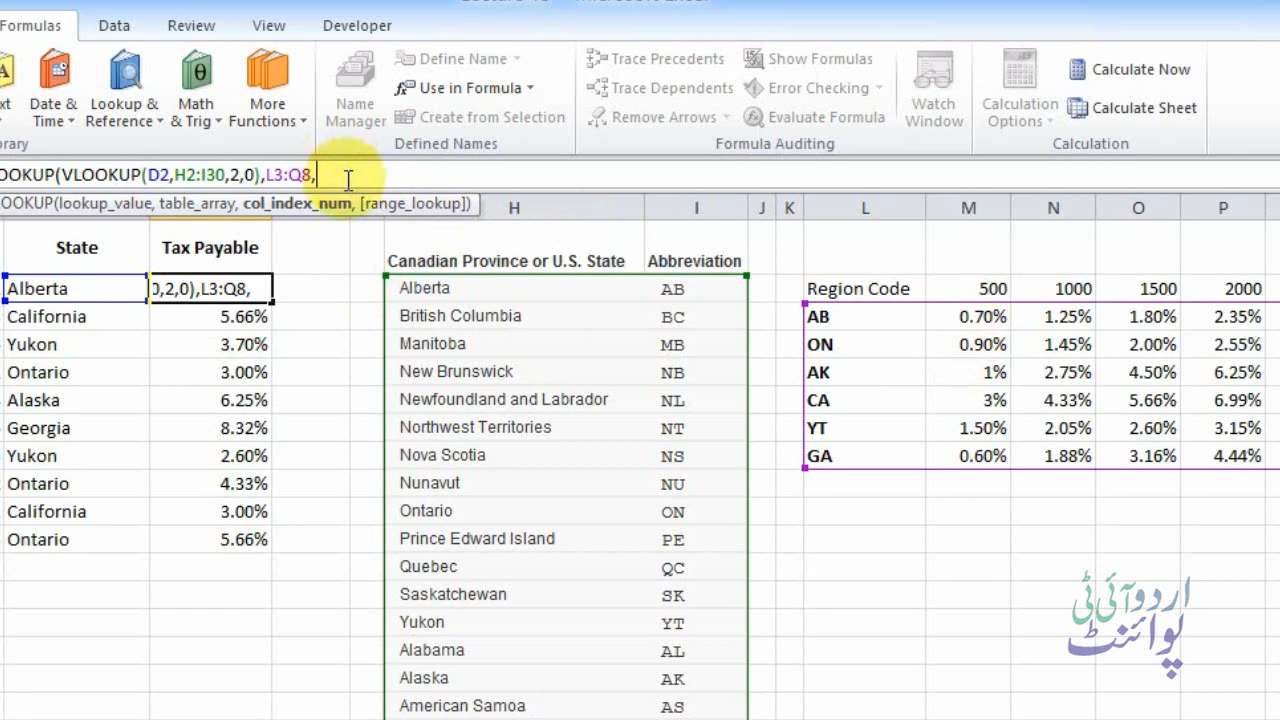 Formulas Data Review View Developer
Date & Time Lookup & Reference Math & Trig More Functions
Name Manager
Define Name
Use in Formula
Create from Selection
Defined Names
Trace Precedents Show Formulas
Trace Dependents Error Checking
Remove Arrows Evaluate Formula
Formula Auditing
Watch Window
Calculation Options
Calculate Now
Calculate Sheet
Calculation
OOKUP(VLOOKUP(D2,H2:I30,2,0),L3:Q8,
OOKUP(lookup_value, table_array, col_index_num, [range_lookup])
H I J K L M N O P
State Tax Payable Canadian Province or U.S. State Abbreviation
Alberta 0,2,0),L3:Q8, Alberta AB Region Code 500 1000 1500 2000
California 5.66% British Columbia BC AB 0.70% 1.25% 1.80% 2.35%
Yukon 3.70% Manitoba MB ON 0.90% 1.45% 2.00% 2.55%
Ontario 3.00% New Brunswick NB AK 1% 2.75% 4.50% 6.25%
Alaska 6.25% Newfoundland and Labrador NL CA 3% 4.33% 5.66% 6.99%
Georgia 8.32% Northwest Territories NT YT 1.50% 2.05% 2.60% 3.15%
Yukon 2.60% Nova Scotia NS GA 0.60% 1.88% 3.16% 4.44%
Ontario 4.33% Nunavut NU
California 3.00% Ontario ON
Ontario 5.66% Prince Edward Island PE
Quebec QC
Saskatchewan SK
Yukon YT
Alabama AL
Alaska AK
American Samoa AS
اردو آئی ٹی
پوائنٹ